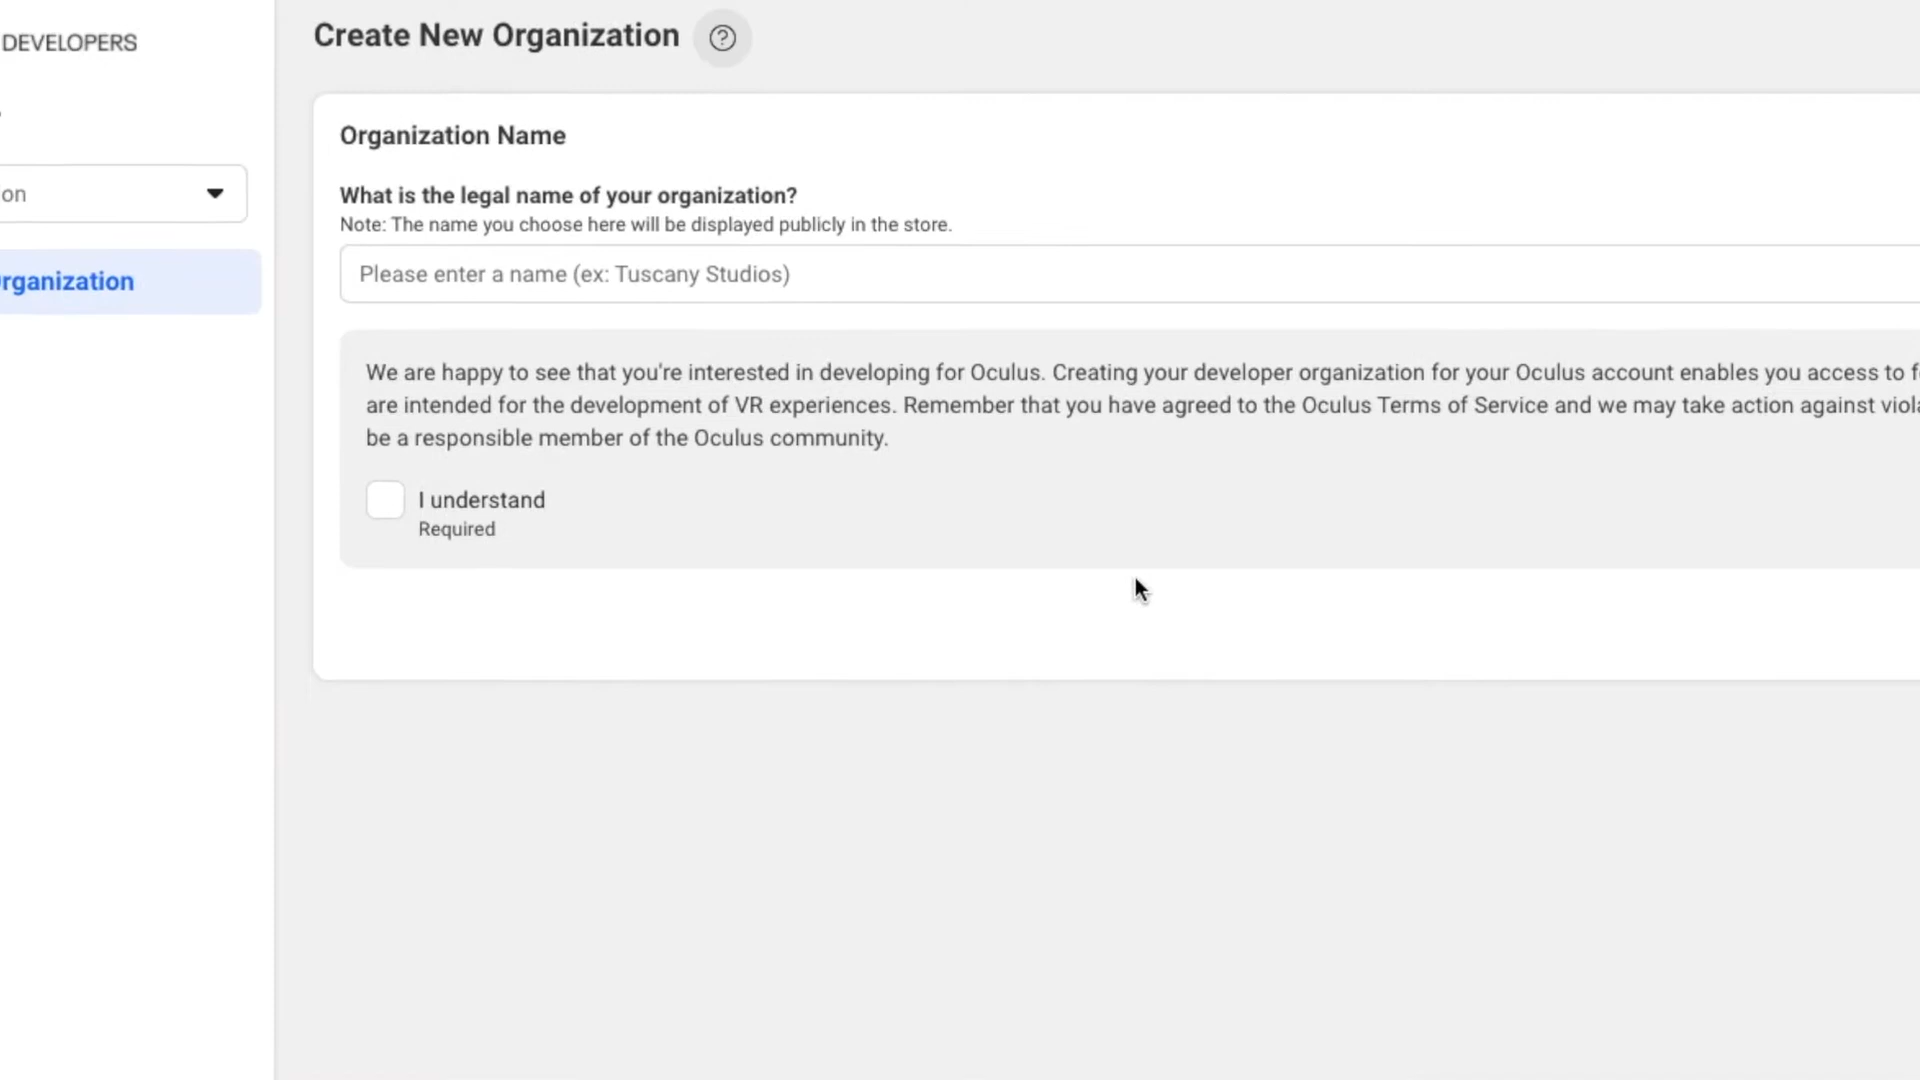 DEVELOPERS
Create New Organization
Organization Name
What is the legal name of your organization?
on
Note: The name you choose here will be displayed publicly in the store.
Please enter a name (ex: Tuscany Studios)
rganization
We are happy to see that you're interested in developing for Oculus. Creating your developer organization for your Oculus account enables you access to
are intended for the development of VR experiences. Remember that you have agreed to the Oculus Terms of Service and we may take action against
be a responsible member of the Oculus community.
I understand
Required